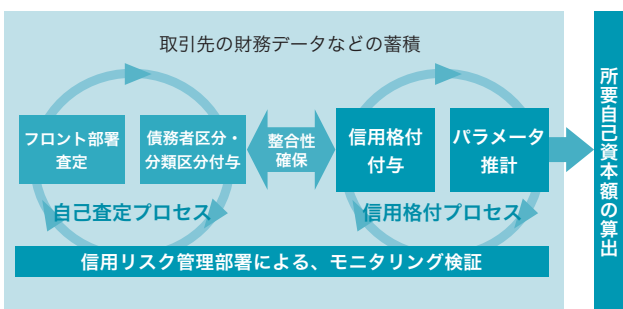 取引先の財務データなどの蓄積
フロント部署
査定
債務者区分・
分類区分付与
整合性
確保
信用格付
付与
パラメータ
推計
自己査定プロセス
信用格付プロセス
信用リスク管理部署による、モニタリング検証
所要自己資本額の算出